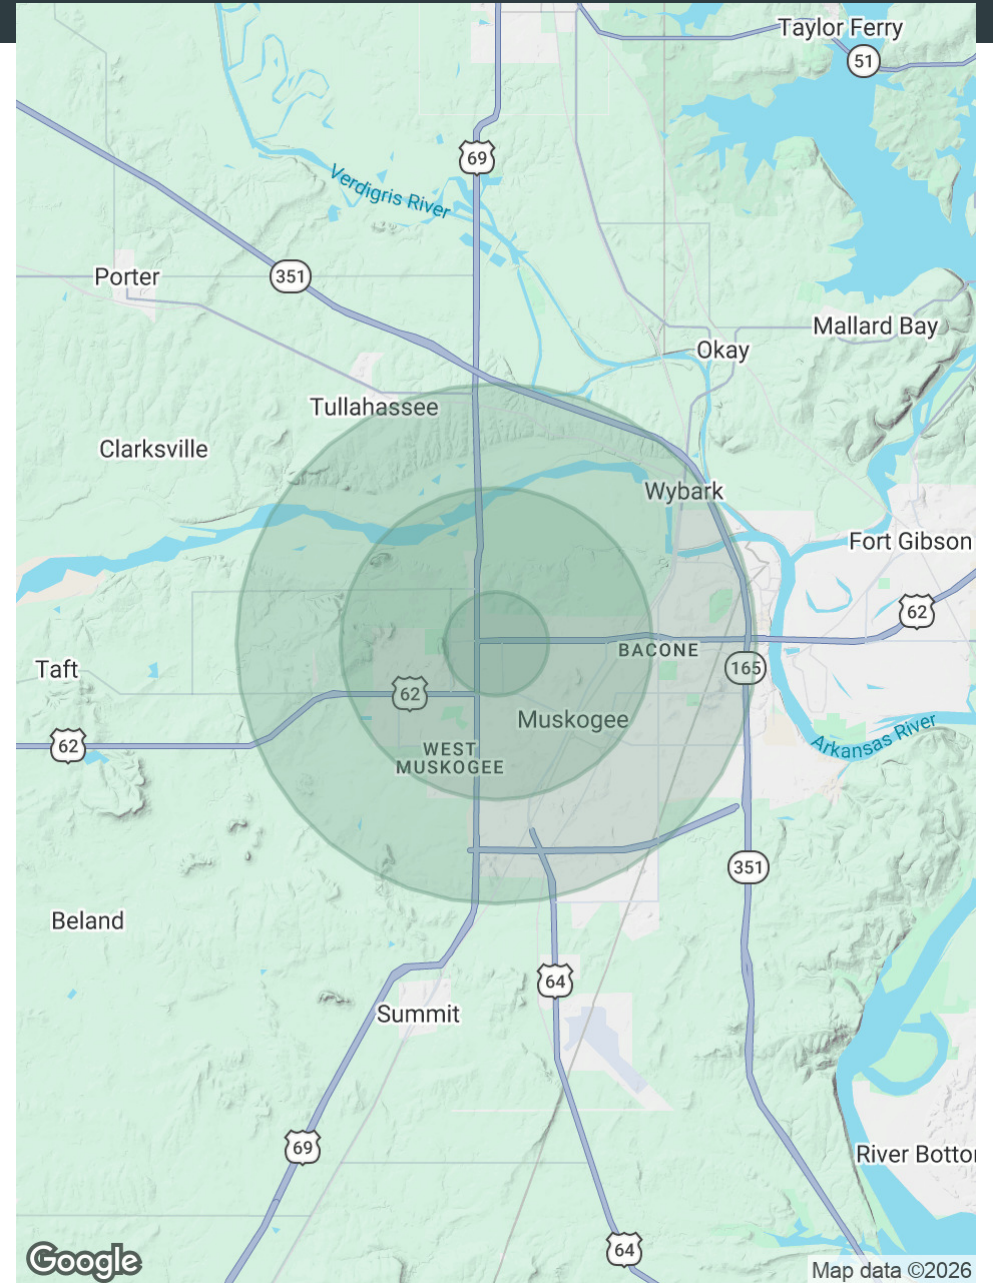 Taylor Ferry
51
69
Verdigris River
Porter
351
Mallard Bay
Okay
Tullahassee
Clarksville
Wybark
Fort Gibson
62
BACONE
Taft
165
62
Muskogee
62
WEST
MUSKOGEE
Arkansas River
351
Beland
64
Summit
69
River Bottom
64
Google
Map data ©2026